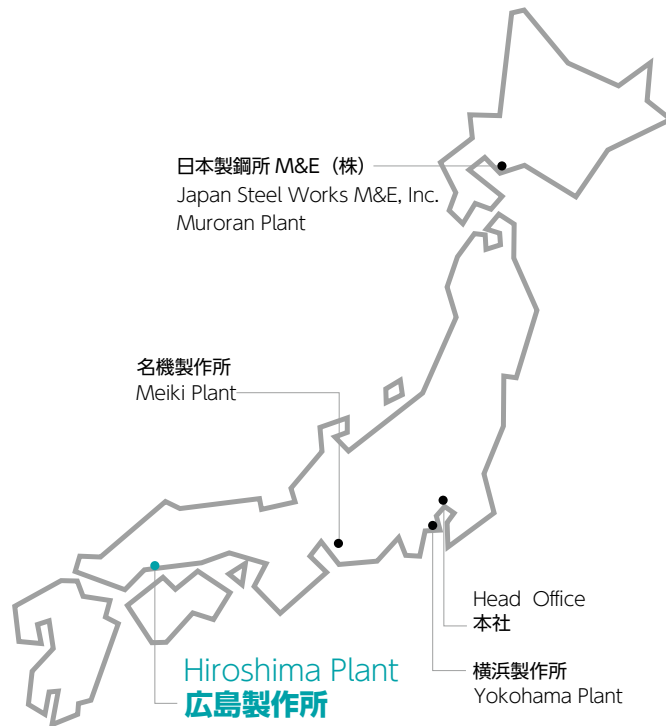 日本製鋼所 M&E（株）
Japan Steel Works M&E, Inc.
Muroran Plant
名機製作所
Meiki Plant
Head Office
本社
横浜製作所
Yokohama Plant
Hiroshima Plant
広島製作所